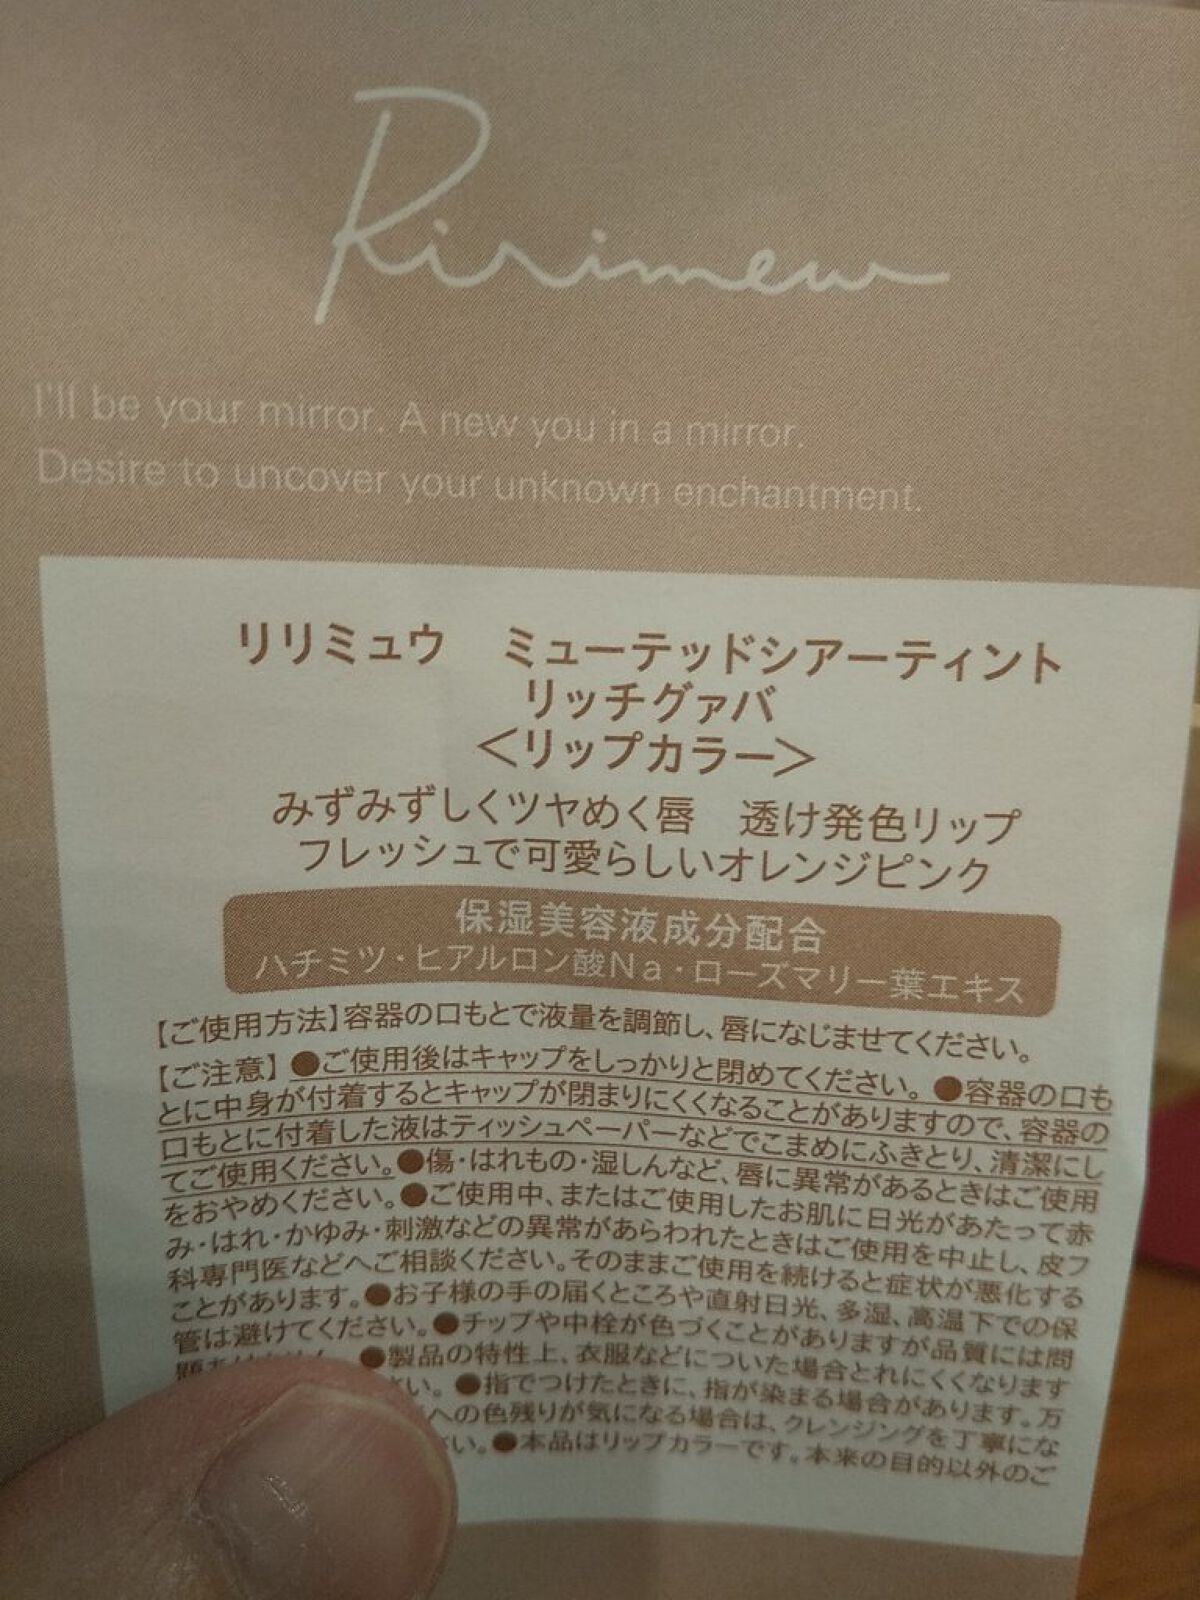 Ririmew
I'll be your mirror. A new you in a mirror.
Desire to uncover your unknown enchantment.
リリミュウ　ミューテッドシアーティント
リッチグァバ
＜リップカラー＞
みずみずしくツヤめく唇　透け発色リップ
フレッシュで可愛らしいオレンジピンク
保湿美容液成分配合
ハチミツ・ヒアルロン酸Na・ローズマリー葉エキス
【ご使用方法】容器の口もとで液量を調節し、唇になじませてください。
【ご注意】●ご使用後はキャップをしっかりと閉めてください。●容器の口も
とに中身が付着するとキャップが閉まりにくくなることがありますので、容器の
口もとに付着した液はティッシュペーパーなどでこまめにふきとり、清潔にし
てご使用ください。●傷・はれもの・湿しんなど、唇に異常があるときはご使用
をおやめください。●ご使用中、またはご使用したお肌に日光があたって赤
み・はれ・かゆみ・刺激などの異常があらわれたときはご使用を中止し、皮フ
科専門医などへご相談ください。そのままご使用を続けると症状が悪化する
ことがあります。●お子様の手の届くところや直射日光、多湿、高温下での保
管は避けてください。●チップや中栓が色づくことがありますが品質には問
題ありません。●製品の特性上、衣服などについた場合とれにくくなります
さい。●指でつけたときに、指が染まる場合があります。万
への色残りが気になる場合は、クレンジングを丁寧にな
さい。●本品はリップカラーです。本来の目的以外のご